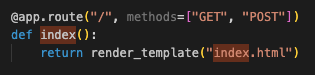 @app.route("/", methods=["GET", "POST"])
def index():
    return render_template("index.html")